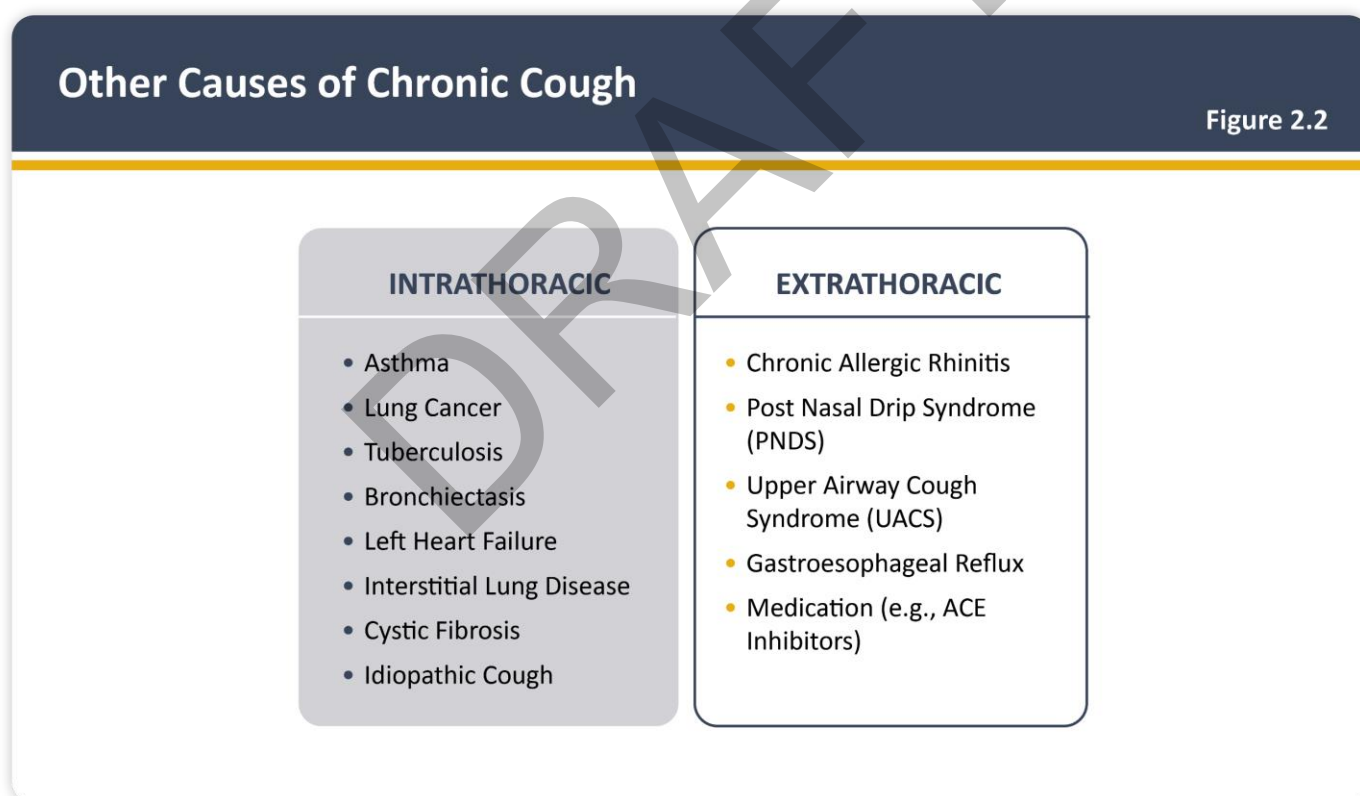 Other Causes of Chronic Cough
Figure 2.2
INTRATHORACIC
• Asthma
• Lung Cancer
• Tuberculosis
• Bronchiectasis
• Left Heart Failure
• Interstitial Lung Disease
• Cystic Fibrosis
• Idiopathic Cough
EXTRATHORACIC
• Chronic Allergic Rhinitis
• Post Nasal Drip Syndrome
(PNDS)
• Upper Airway Cough
Syndrome (UACS)
• Gastroesophageal Reflux
• Medication (e.g., ACE
Inhibitors)
DRAFT